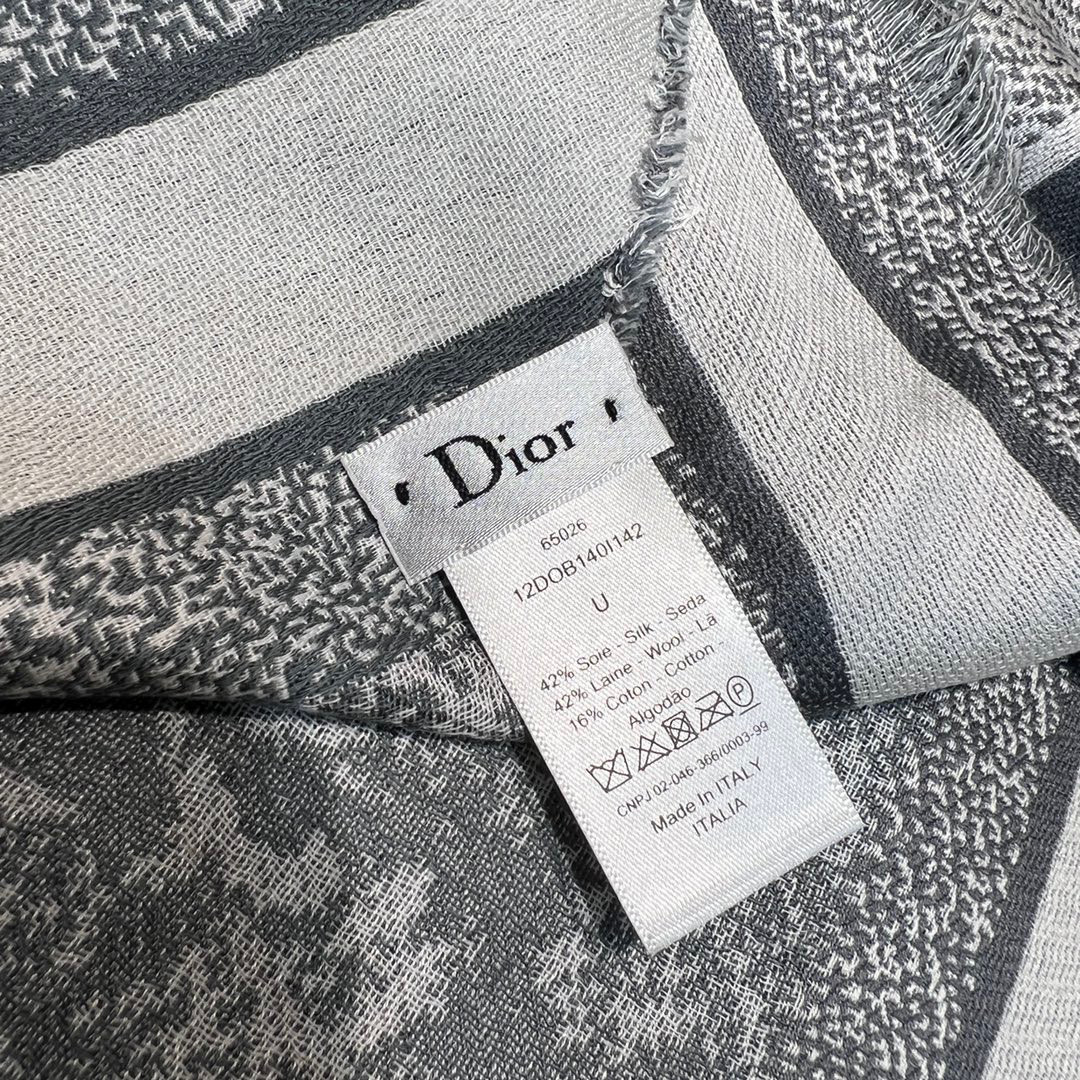 Dior
65026
12DOB140I142
U
42% Soie - Silk - Seda
42% Laine - Wool - Lã
16% Coton - Cotton -
Algodão
CNPJ 02-046-366/0003-99
Made In ITALY
ITALIA